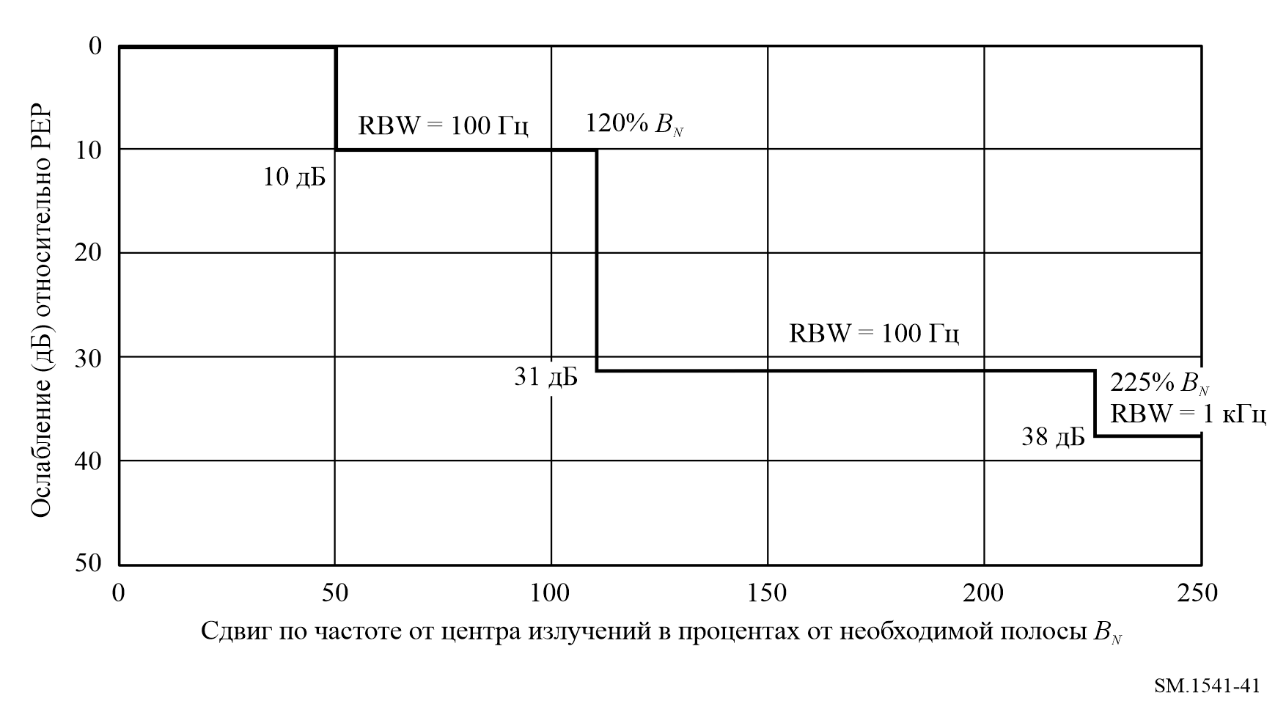 0
10
20
30
40
50
Ослабление (дБ) относительно PEP
RBW = 100 Гц
120% B_N
10 дБ
RBW = 100 Гц
31 дБ
225% B_N
RBW = 1 кГц
38 дБ
0 50 100 150 200 250
Сдвиг по частоте от центра излучений в процентах от необходимой полосы B_N
SM.1541-41